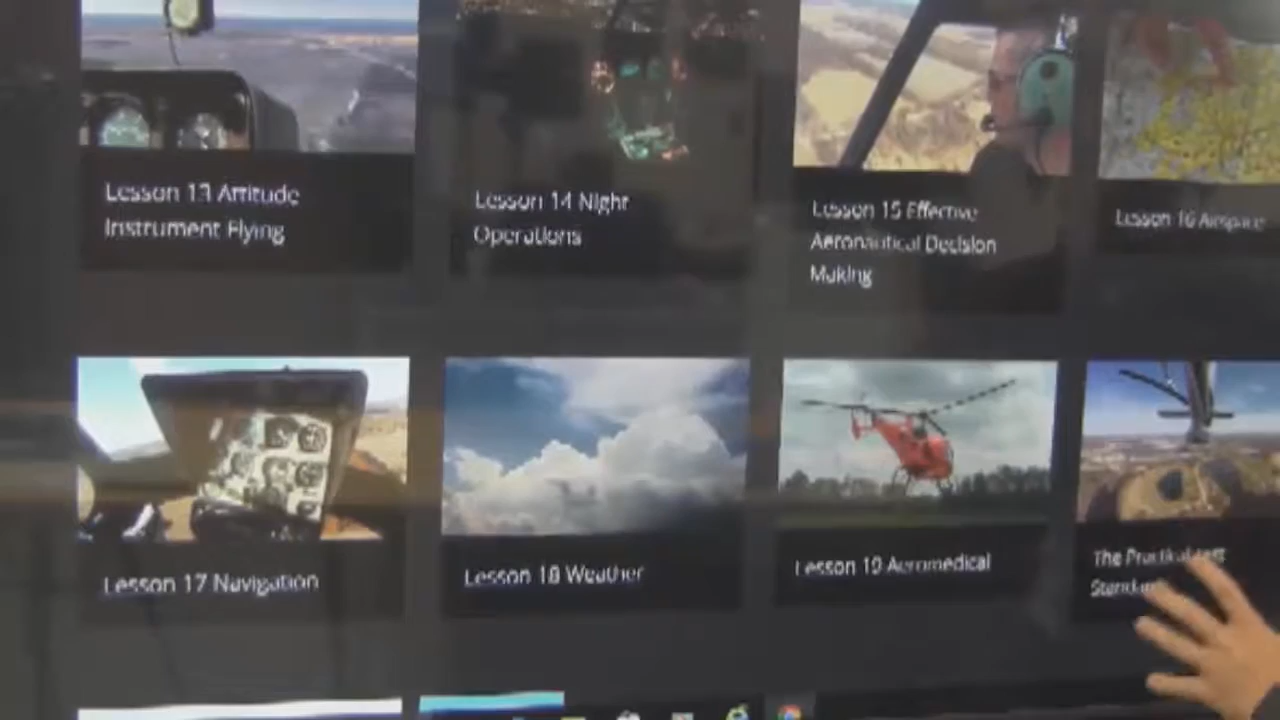 Lesson 13 Attitude
Instrument Flying
Lesson 14 Night
Operations
Lesson 15 Effective
Aeronautical Decision
Making
Lesson 16 Airspace
Lesson 17 Navigation
Lesson 18 Weather
Lesson 19 Aeromedical
The Practical Test